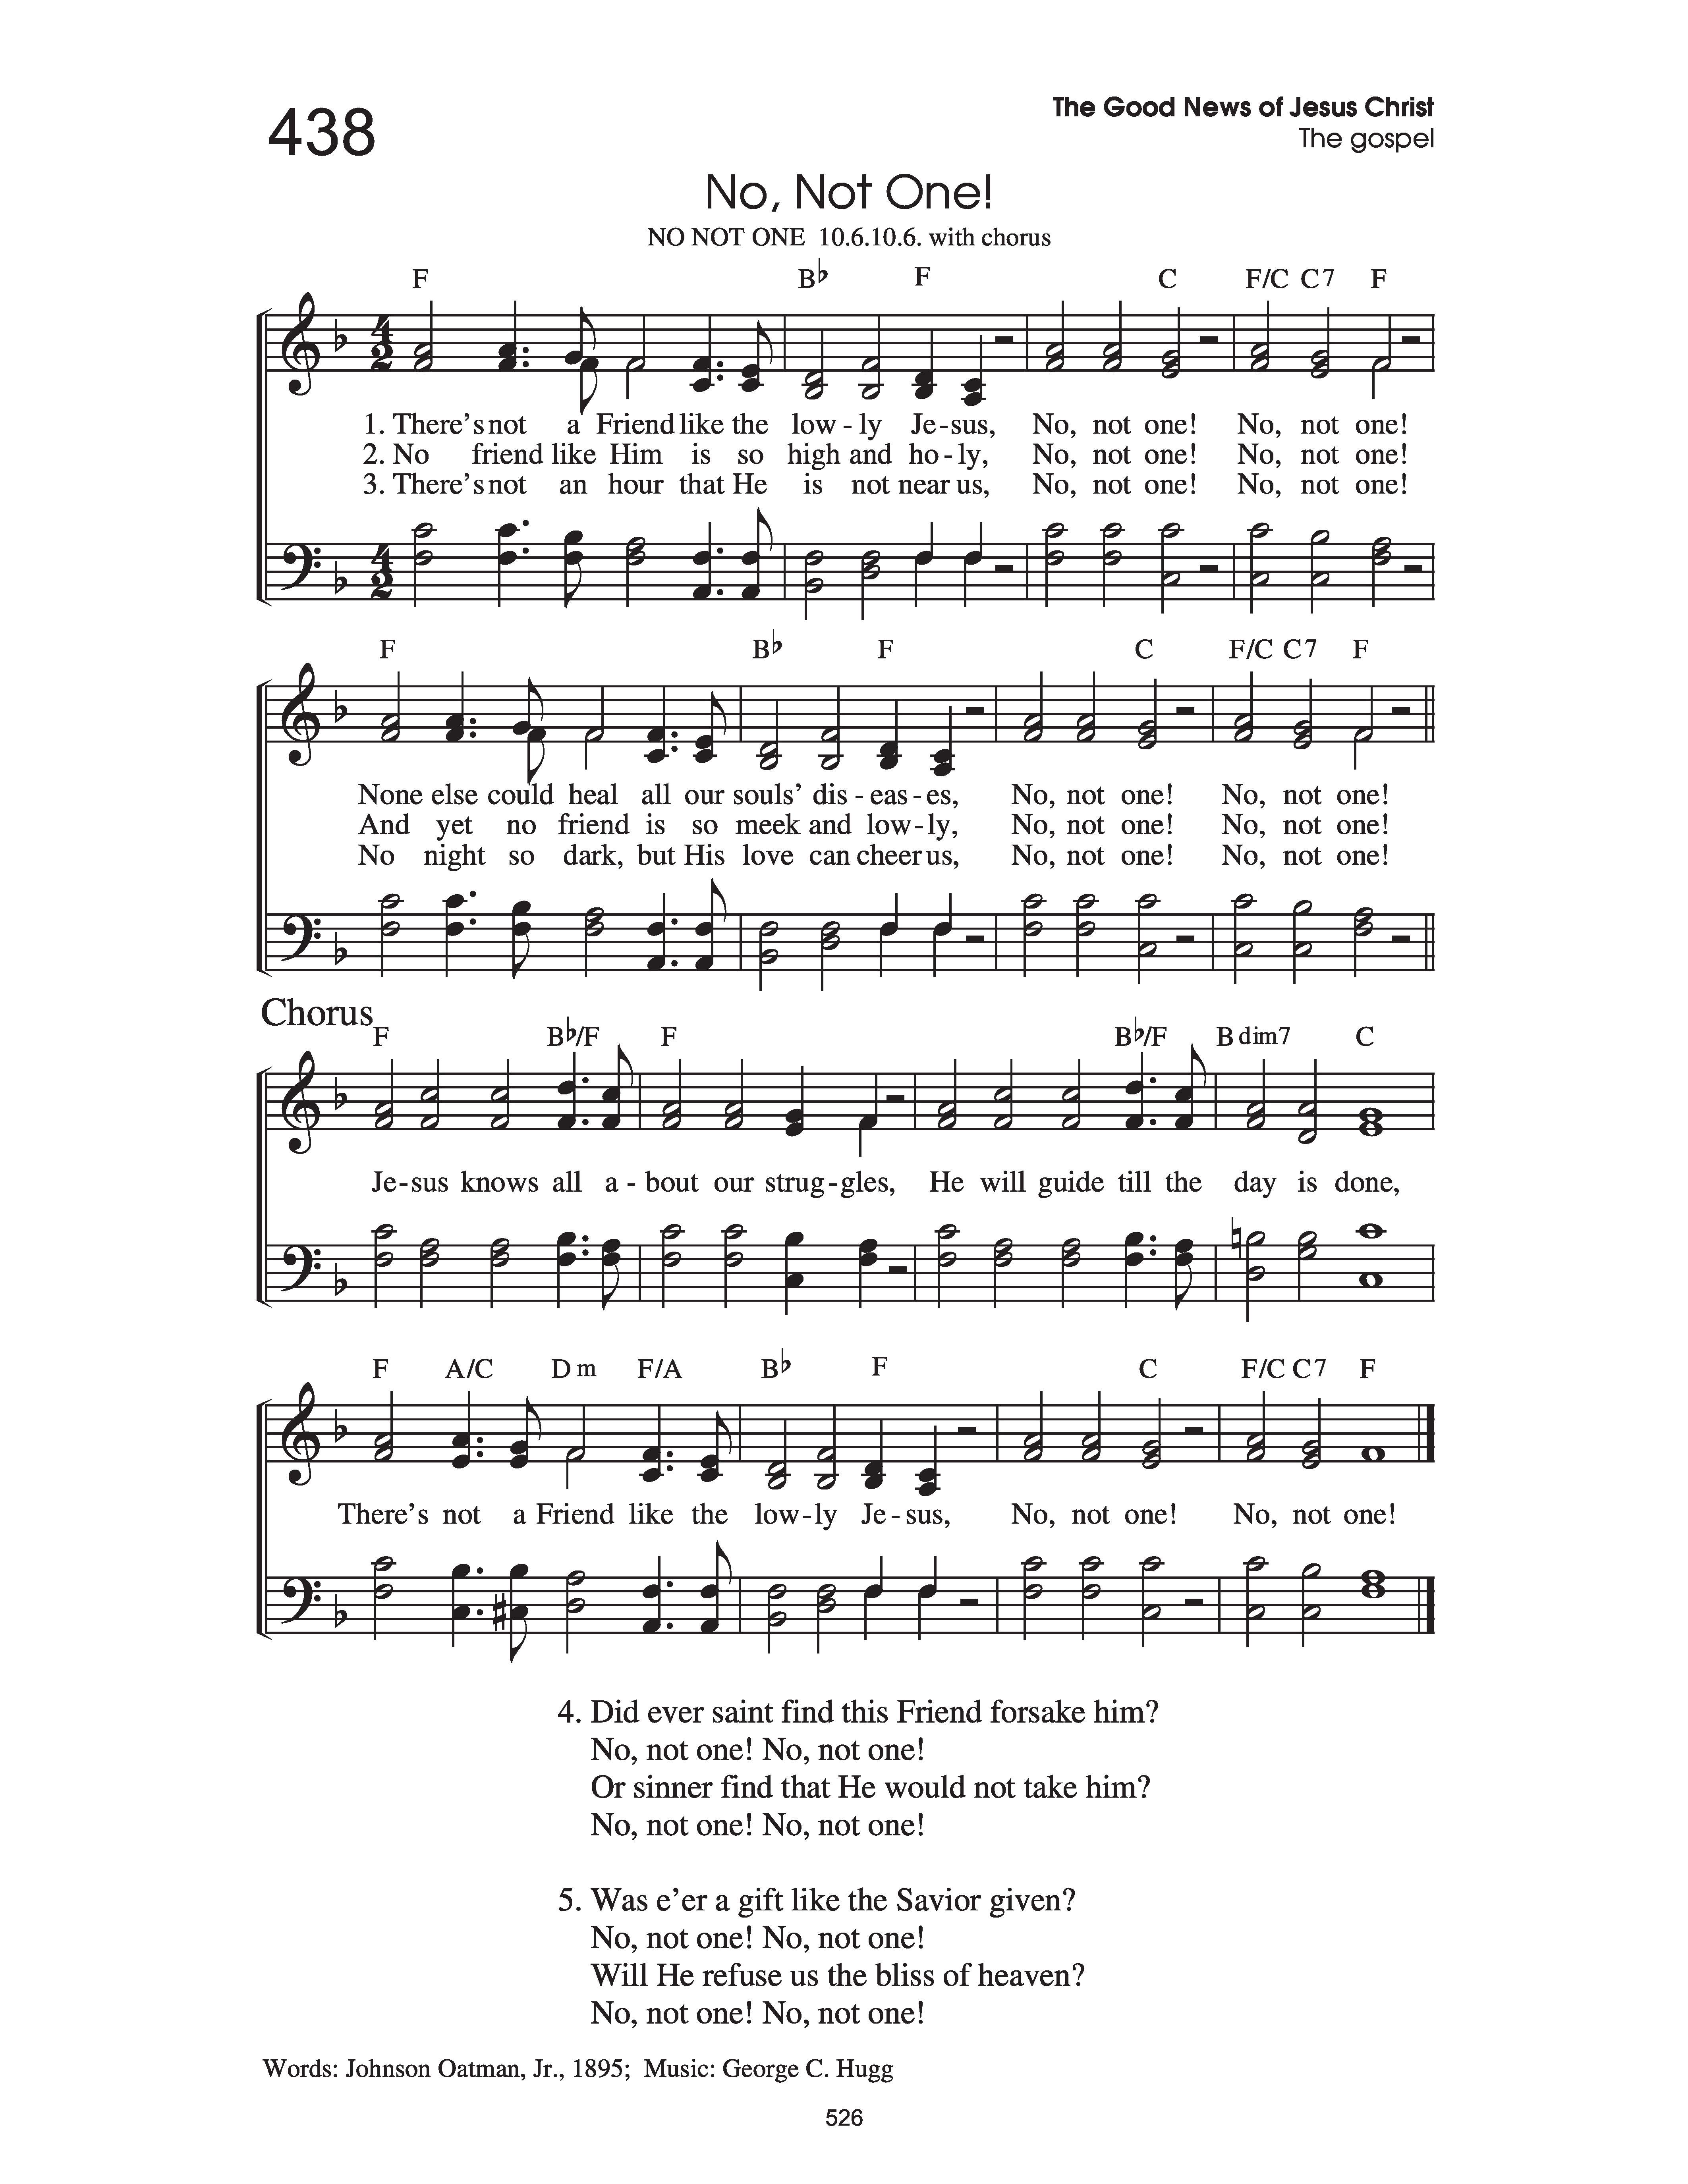 438
The Good News of Jesus Christ
The gospel
No, Not One!
NO NOT ONE 10.6.10.6. with chorus
F B♭ F C F/C C7 F
1. There's not a Friend like the low - ly Je - sus, No, not one! No, not one!
2. No friend like Him is so high and ho - ly, No, not one! No, not one!
3. There's not an hour that He is not near us, No, not one! No, not one!
F B♭ F C F/C C7 F
None else could heal all our souls' dis - eas - es, No, not one! No, not one!
And yet no friend is so meek and low - ly, No, not one! No, not one!
No night so dark, but His love can cheer us, No, not one! No, not one!
Chorus
F B♭/F F B♭/F B dim7 C
Je - sus knows all a - bout our strug - gles, He will guide till the day is done,
F A/C D m F/A B♭ F C F/C C7 F
There's not a Friend like the low - ly Je - sus, No, not one! No, not one!
4. Did ever saint find this Friend forsake him?
No, not one! No, not one!
Or sinner find that He would not take him?
No, not one! No, not one!
5. Was e'er a gift like the Savior given?
No, not one! No, not one!
Will He refuse us the bliss of heaven?
No, not one! No, not one!
Words: Johnson Oatman, Jr., 1895; Music: George C. Hugg
526